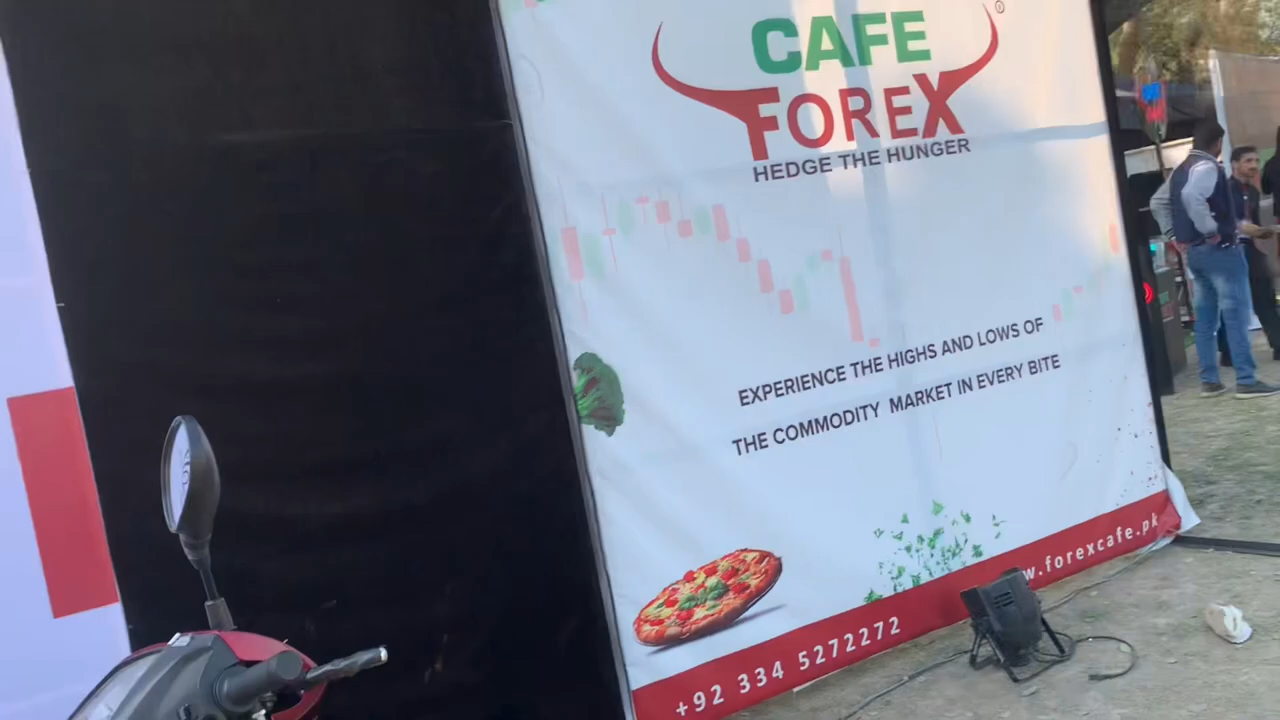 CAFE
FOREX
HEDGE THE HUNGER
EXPERIENCE THE HIGHS AND LOWS OF
THE COMMODITY MARKET IN EVERY BITE
w.forexcafe.pk
+92 334 5272272